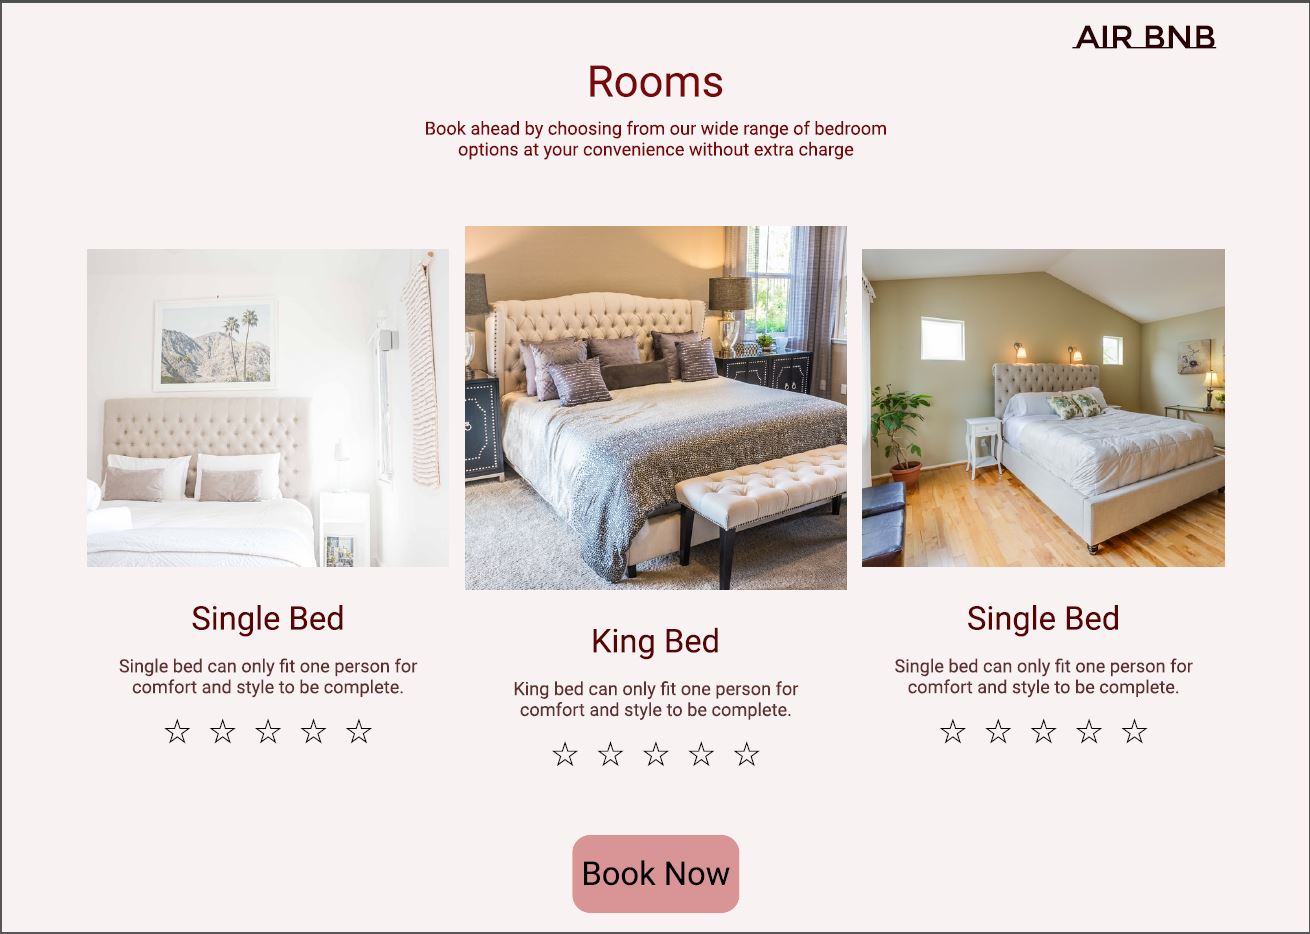 AIR BNB
Rooms
Book ahead by choosing from our wide range of bedroom
options at your convenience without extra charge
Single Bed
Single bed can only fit one person for
comfort and style to be complete.
☆ ☆ ☆ ☆ ☆
King Bed
King bed can only fit one person for
comfort and style to be complete.
☆ ☆ ☆ ☆ ☆
Single Bed
Single bed can only fit one person for
comfort and style to be complete.
☆ ☆ ☆ ☆ ☆
Book Now